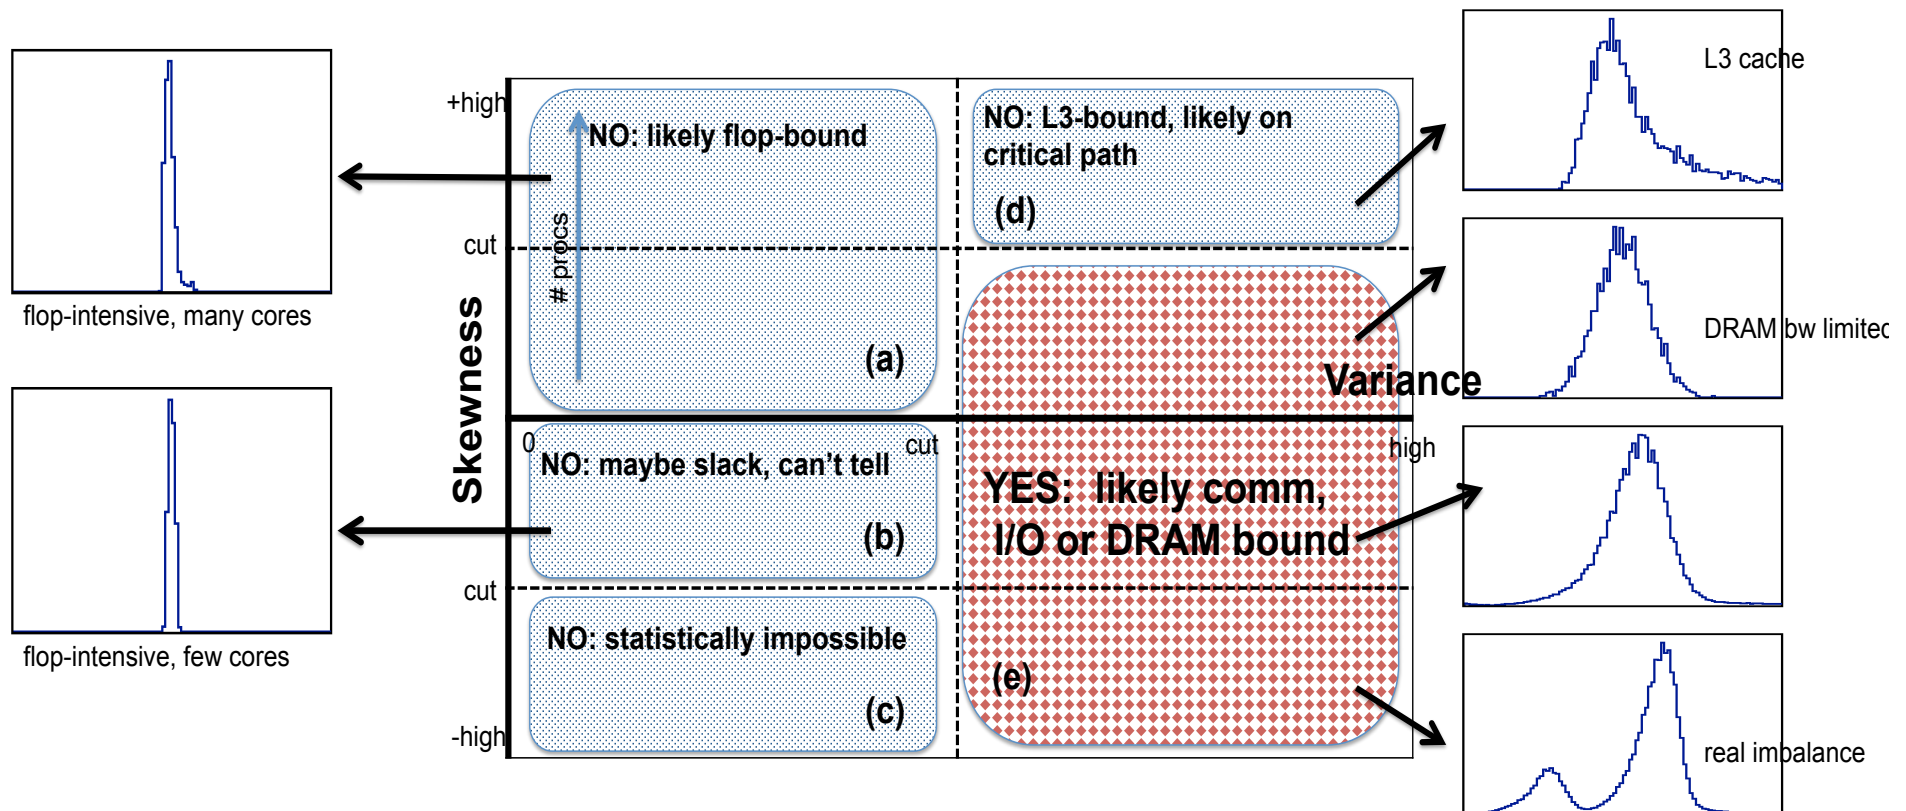 L3 cache
+high
NO: likely flop-bound
NO: L3-bound, likely on
critical path
(d)
# procs
cut
flop-intensive, many cores
DRAM bw limited
(a)
Variance
Skewness
0
cut
high
NO: maybe slack, can't tell
YES: likely comm,
I/O or DRAM bound
(b)
cut
flop-intensive, few cores
NO: statistically impossible
(e)
(c)
-high
real imbalance